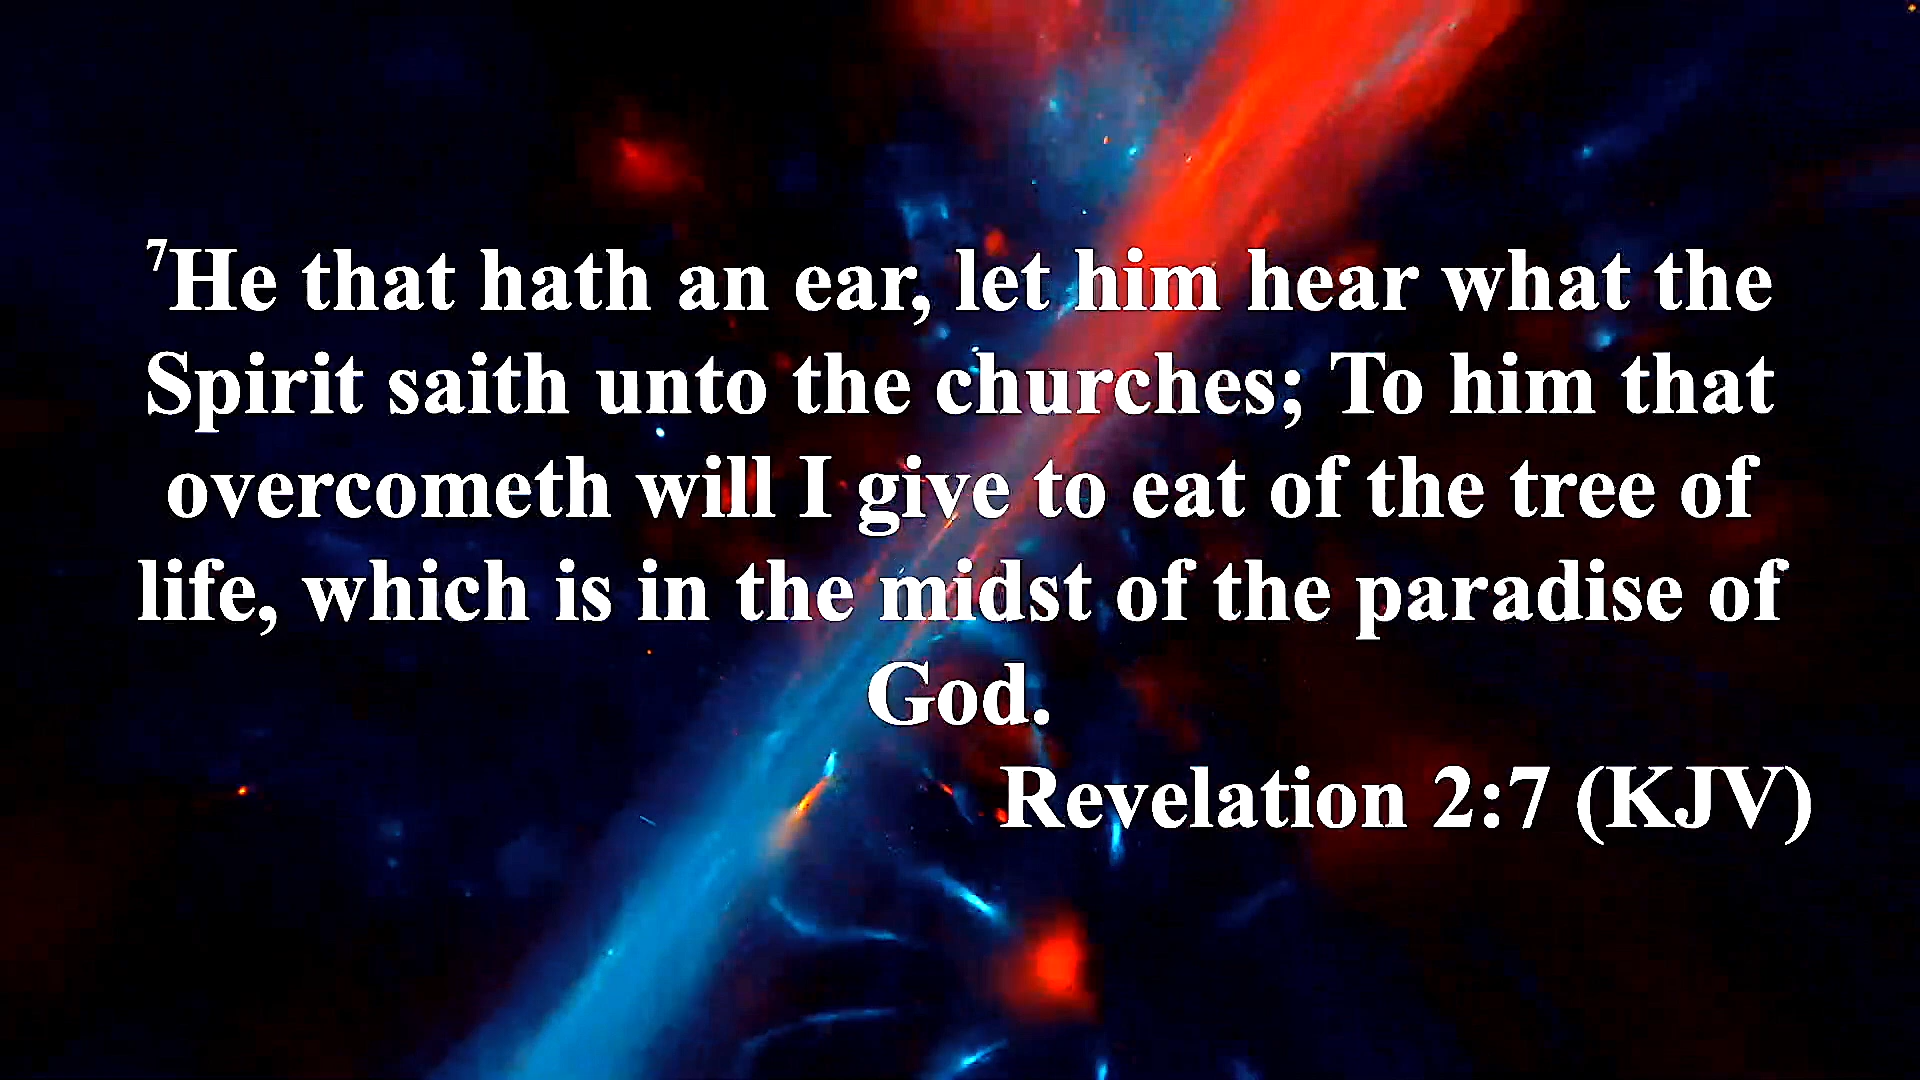 ⁷He that hath an ear, let him hear what the
Spirit saith unto the churches; To him that
overcometh will I give to eat of the tree of
life, which is in the midst of the paradise of
God.
Revelation 2:7 (KJV)